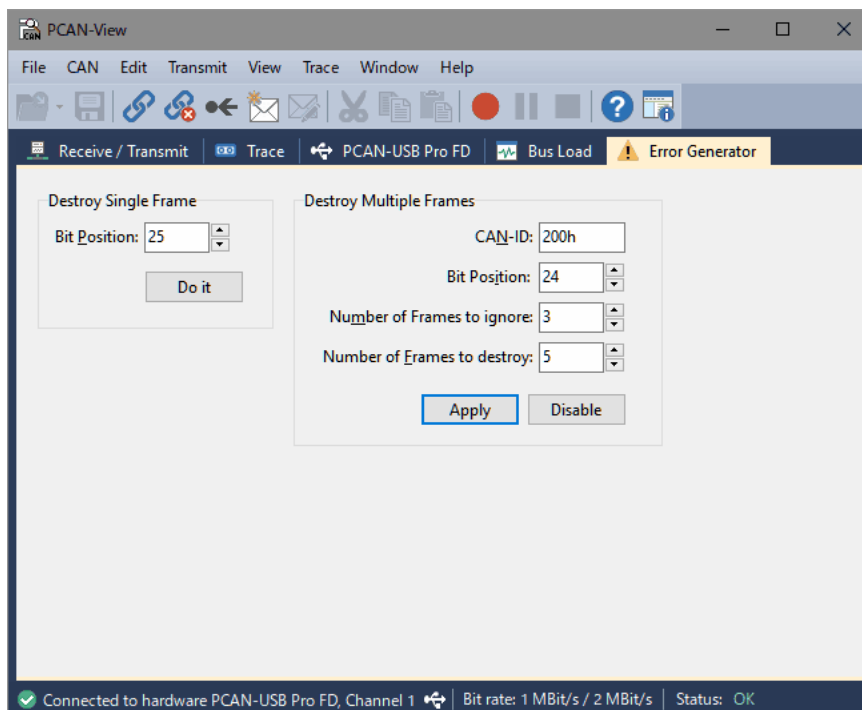 PCAN-View
File CAN Edit Transmit View Trace Window Help
Receive / Transmit Trace PCAN-USB Pro FD Bus Load Error Generator
Destroy Single Frame
Bit Position: 25
Do it
Destroy Multiple Frames
CAN-ID: 200h
Bit Position: 24
Number of Frames to ignore: 3
Number of Frames to destroy: 5
Apply Disable
Connected to hardware PCAN-USB Pro FD, Channel 1 Bit rate: 1 MBit/s / 2 MBit/s Status: OK